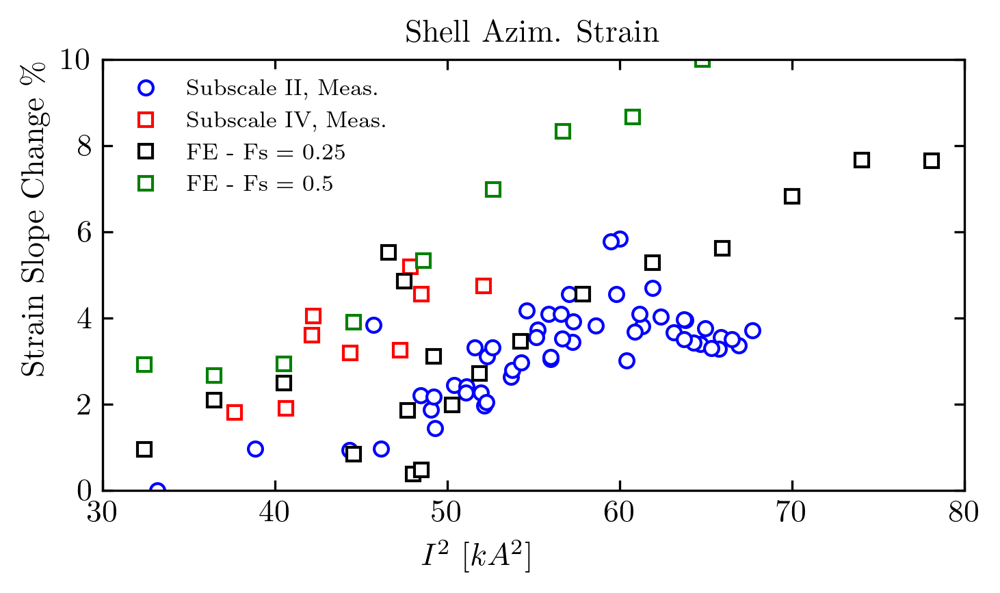 Shell Azim. Strain
Strain Slope Change %
10
8
6
4
2
0
Subscale II, Meas.
Subscale IV, Meas.
FE - Fs = 0.25
FE - Fs = 0.5
30 40 50 60 70 80
I² [kA²]